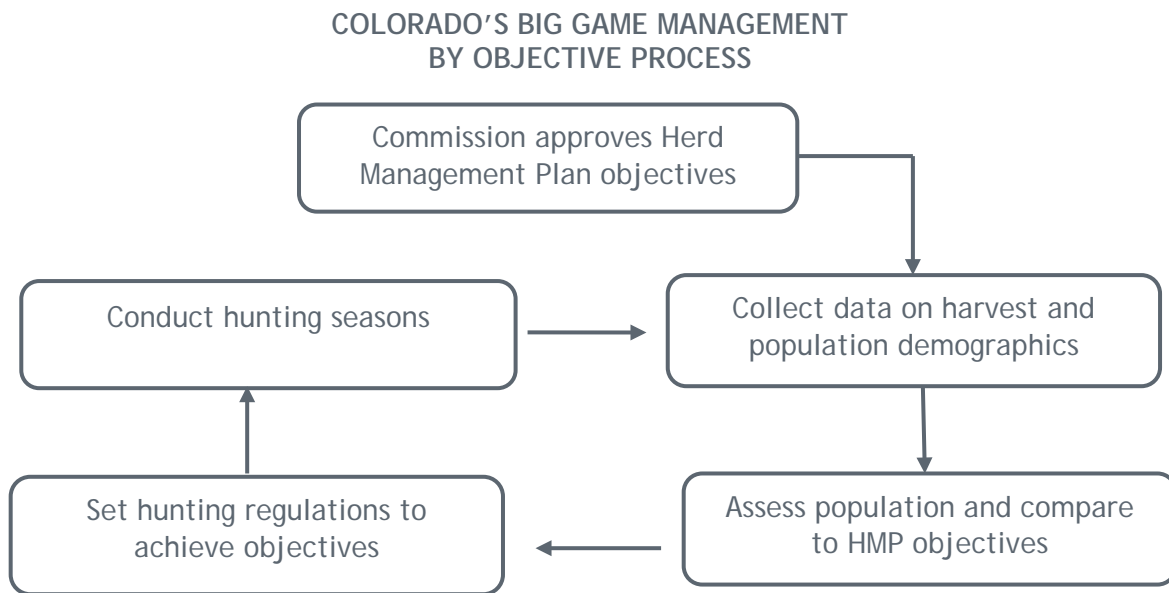 COLORADO'S BIG GAME MANAGEMENT
BY OBJECTIVE PROCESS
Commission approves Herd
Management Plan objectives
Conduct hunting seasons
Collect data on harvest and
population demographics
Set hunting regulations to
achieve objectives
Assess population and compare
to HMP objectives